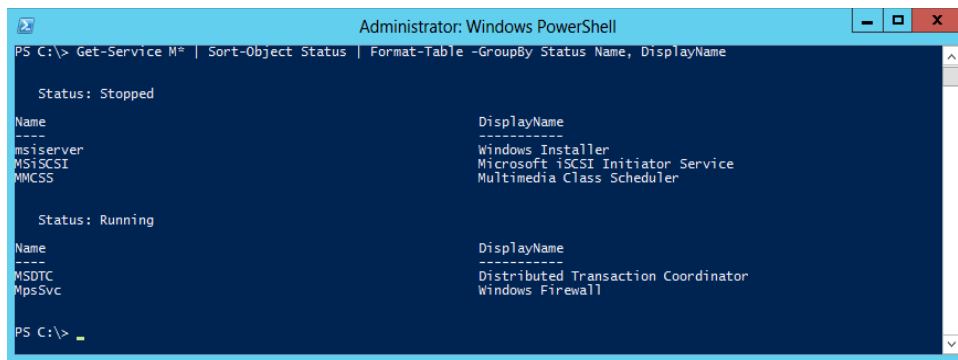 Administrator: Windows PowerShell
PS C:\> Get-Service M* | Sort-Object Status | Format-Table -GroupBy Status Name, DisplayName
Status: Stopped
Name DisplayName
---- -----------
msiserver Windows Installer
MSiSCSI Microsoft iSCSI Initiator Service
MMCSS Multimedia Class Scheduler
Status: Running
Name DisplayName
---- -----------
MSDTC Distributed Transaction Coordinator
MpsSvc Windows Firewall
PS C:\> _